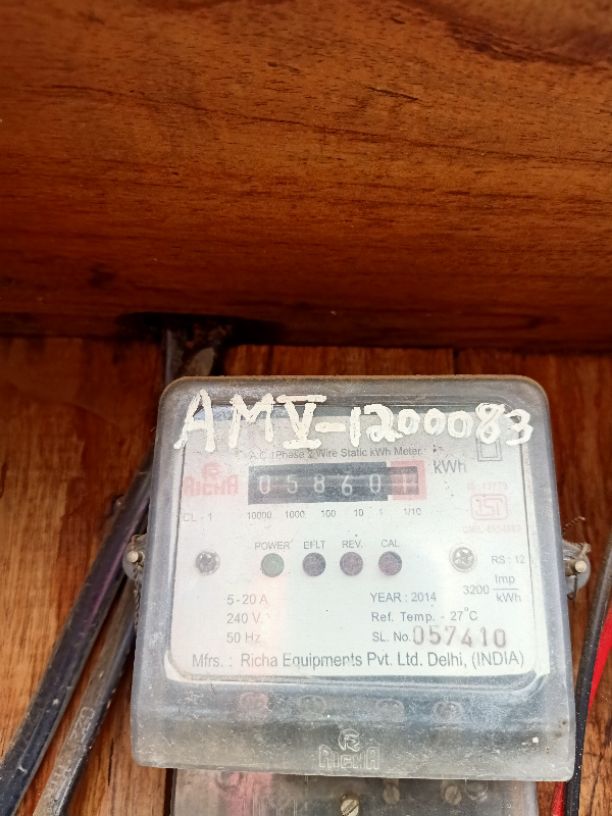 AMV-1200083
A.C. 1Phase 2 Wire Static kWh Meter
RICHA
058601
kWh
CL - 1
10000 1000 100 10 1 1/10
ISI
POWER E/FLT REV. CAL
RS : 12
5 - 20 A
YEAR : 2014
3200 Imp/kWh
240 V
Ref. Temp. - 27°C
50 Hz
SL. No. 057410
Mfrs. : Richa Equipments Pvt. Ltd. Delhi, (INDIA)
RICHA